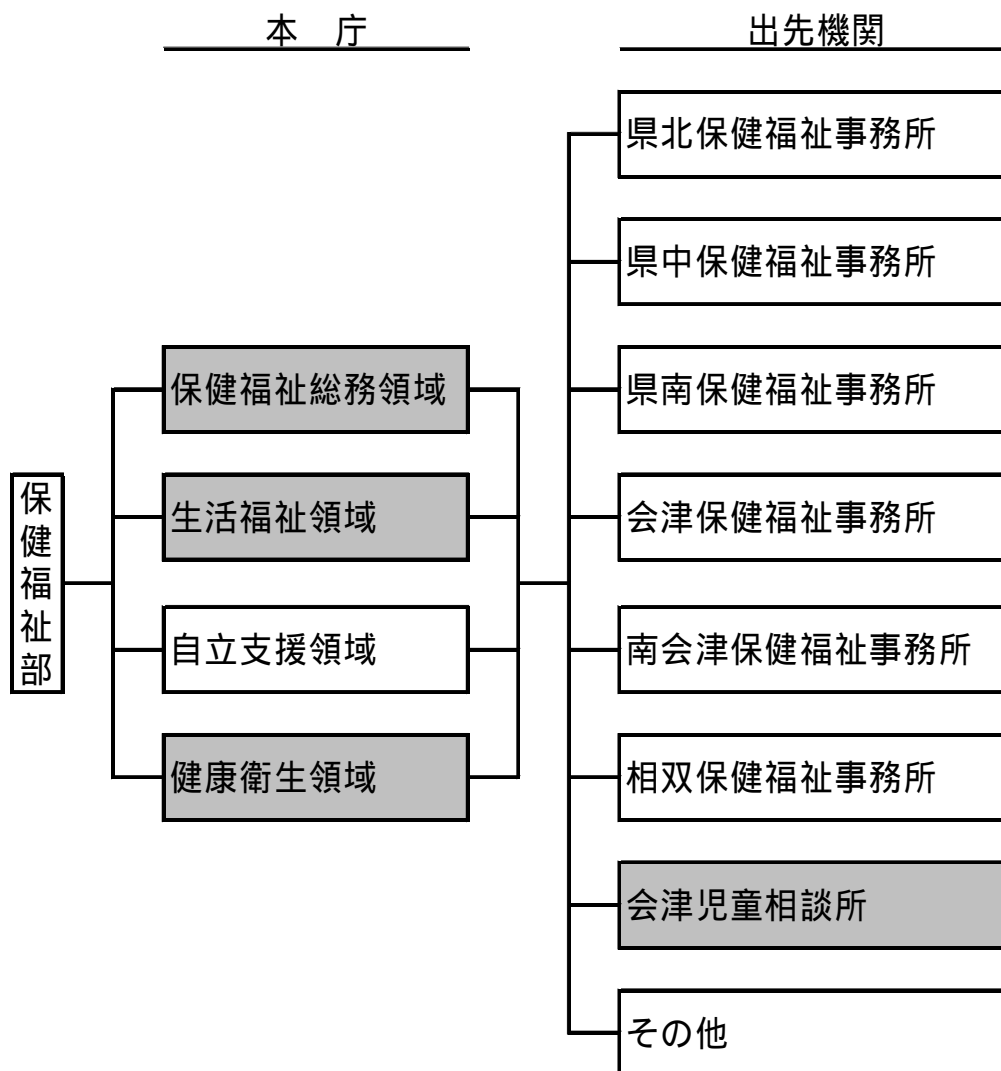 本 庁
出先機関
保健福祉部
保健福祉総務領域
生活福祉領域
自立支援領域
健康衛生領域
県北保健福祉事務所
県中保健福祉事務所
県南保健福祉事務所
会津保健福祉事務所
南会津保健福祉事務所
相双保健福祉事務所
会津児童相談所
その他